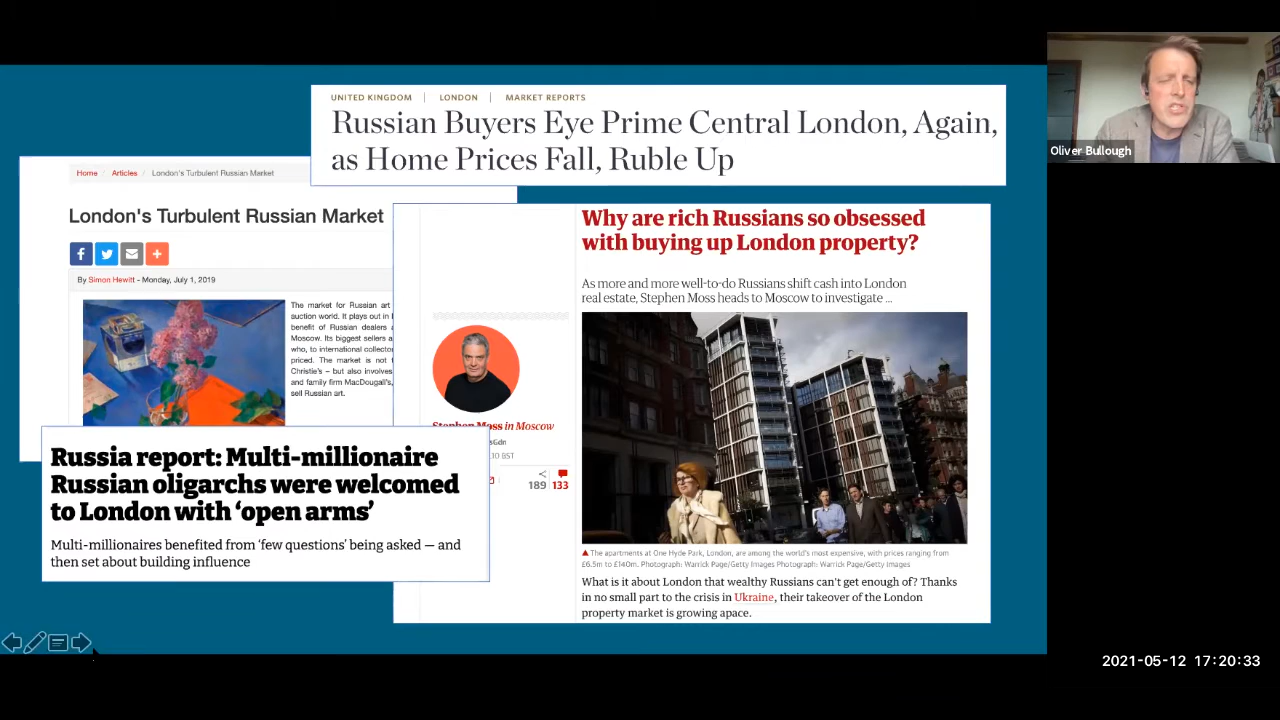 UNITED KINGDOM | LONDON | MARKET REPORTS
Russian Buyers Eye Prime Central London, Again,
as Home Prices Fall, Ruble Up
Oliver Bullough
Home / Articles / London's Turbulent Russian Market
London's Turbulent Russian Market
By Simon Hewitt - Monday, July 1, 2019
The market for Russian art
auction world. It plays out in
benefit of Russian dealers
Moscow. Its biggest sellers a
who, to international collecto
priced. The market is not
Christie's – but also involves
and family firm MacDougall's,
sell Russian art.
Why are rich Russians so obsessed
with buying up London property?
As more and more well-to-do Russians shift cash into London
real estate, Stephen Moss heads to Moscow to investigate ...
Stephen Moss in Moscow
sGdn
.10 BST
189 133
▲ The apartments at One Hyde Park, London, are among the world's most expensive, with prices ranging from
£6.5m to £140m. Photograph: Warrick Page/Getty Images Photograph: Warrick Page/Getty Images
What is it about London that wealthy Russians can't get enough of? Thanks
in no small part to the crisis in Ukraine, their takeover of the London
property market is growing apace.
Russia report: Multi-millionaire
Russian oligarchs were welcomed
to London with ‘open arms’
Multi-millionaires benefited from ‘few questions’ being asked — and
then set about building influence
2021-05-12 17:20:33